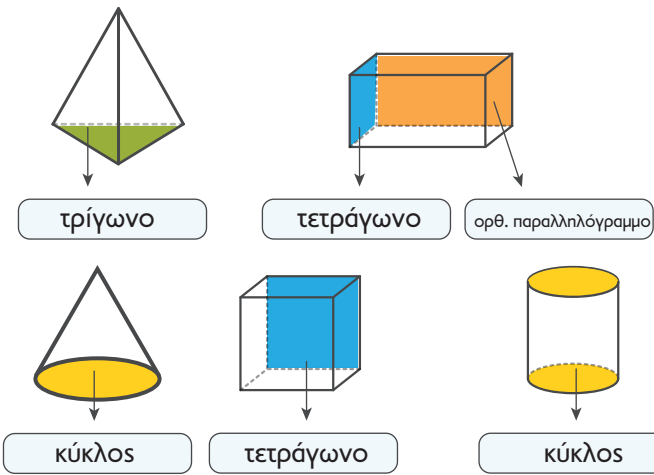 τρίγωνο
τετράγωνο
ορθ. παραλληλόγραμμο
κύκλος
τετράγωνο
κύκλος